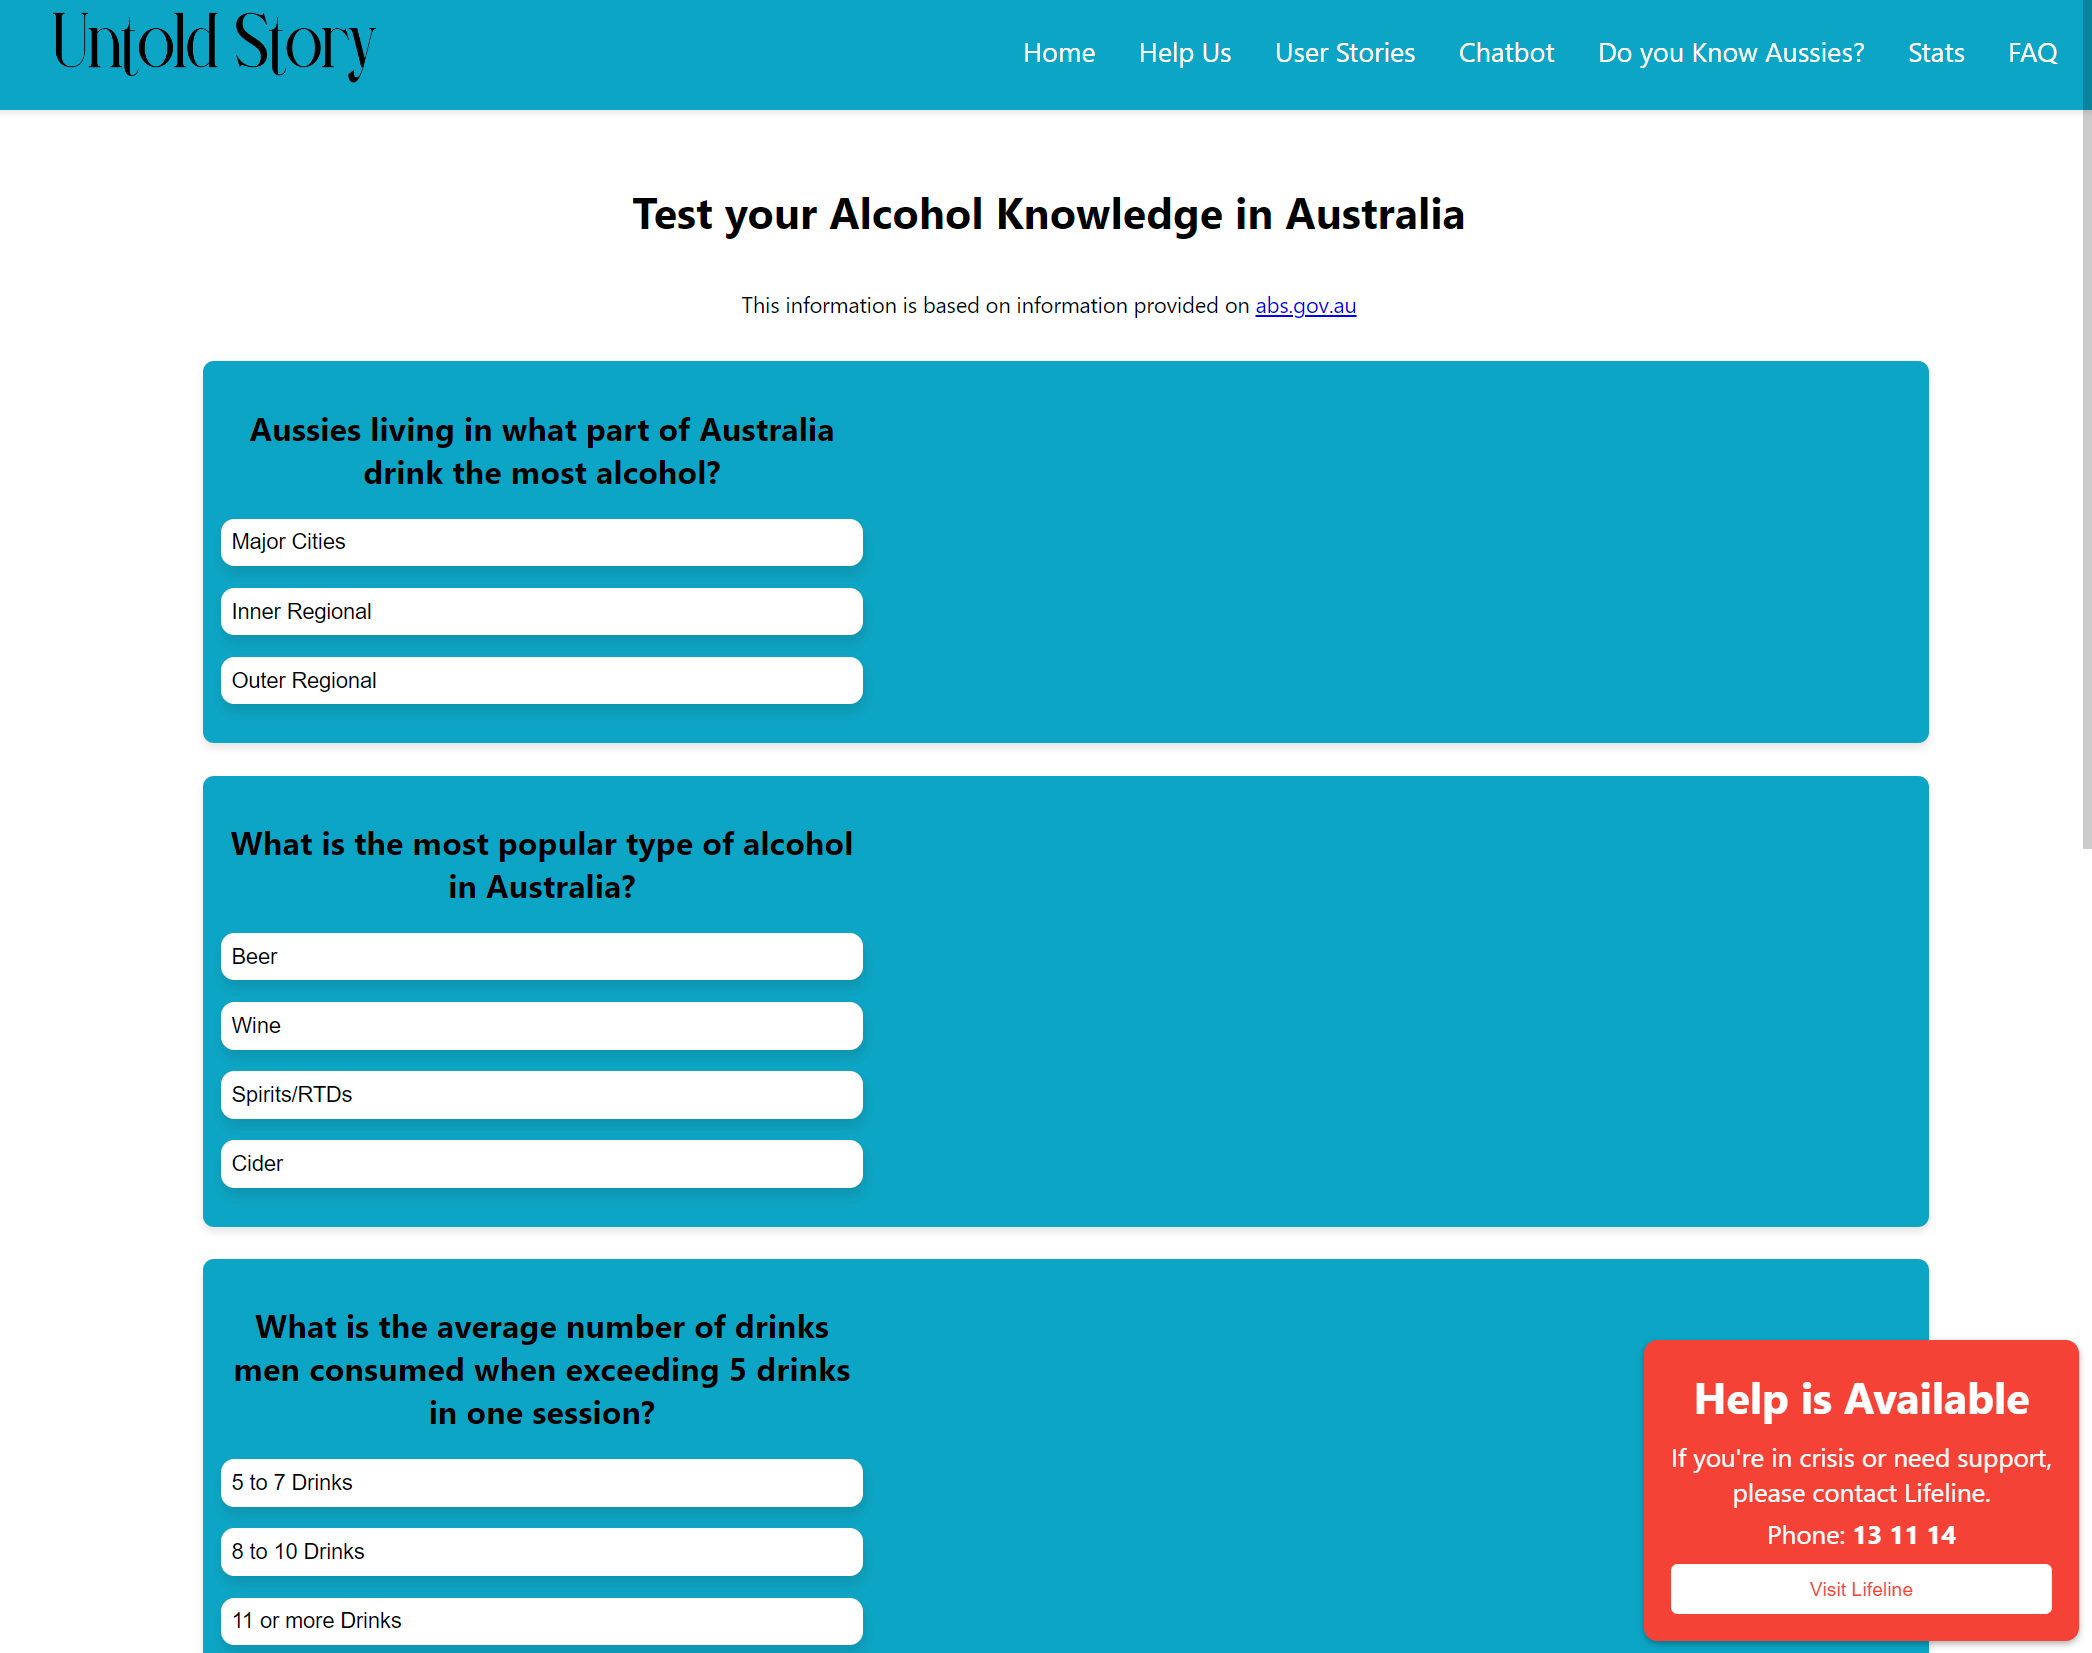 Untold Story
Home Help Us User Stories Chatbot Do you Know Aussies? Stats FAQ
Test your Alcohol Knowledge in Australia
This information is based on information provided on abs.gov.au
Aussies living in what part of Australia
drink the most alcohol?
Major Cities
Inner Regional
Outer Regional
What is the most popular type of alcohol
in Australia?
Beer
Wine
Spirits/RTDs
Cider
What is the average number of drinks
men consumed when exceeding 5 drinks
in one session?
5 to 7 Drinks
8 to 10 Drinks
11 or more Drinks
Help is Available
If you're in crisis or need support,
please contact Lifeline.
Phone: 13 11 14
Visit Lifeline